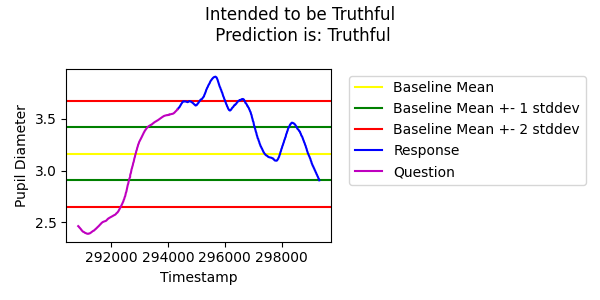 Intended to be Truthful
Prediction is: Truthful
Pupil Diameter
3.5
3.0
2.5
292000 294000 296000 298000
Timestamp
Baseline Mean
Baseline Mean +- 1 stddev
Baseline Mean +- 2 stddev
Response
Question